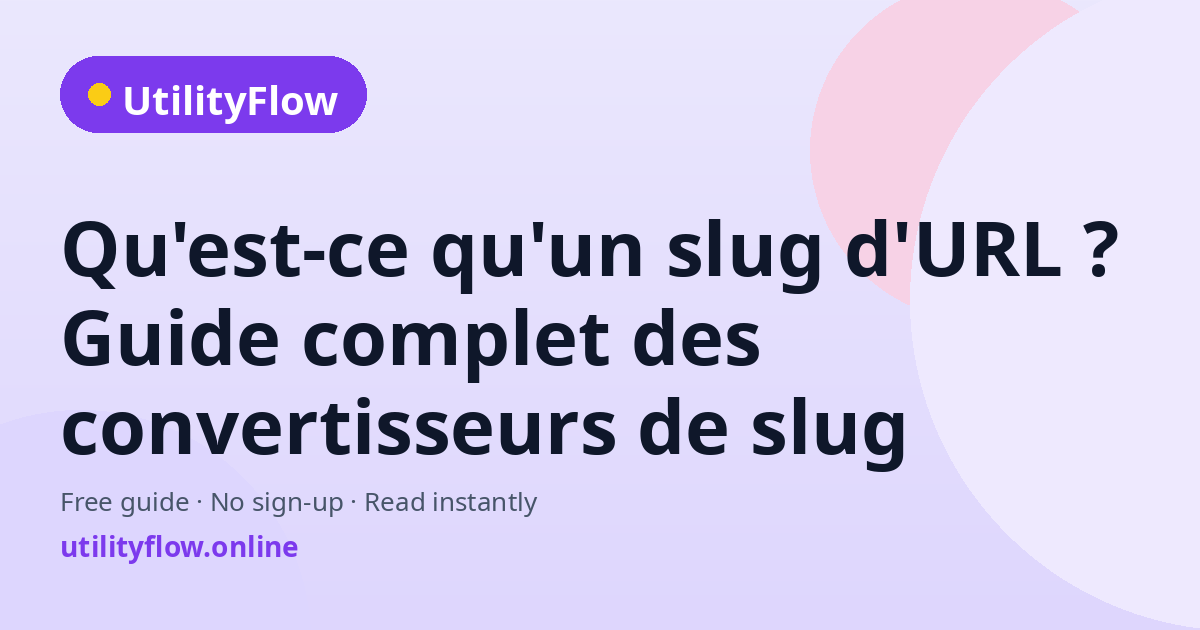 UtilityFlow
Qu'est-ce qu'un slug d'URL ?
Guide complet des
convertisseurs de slug
Free guide · No sign-up · Read instantly
utilityflow.online